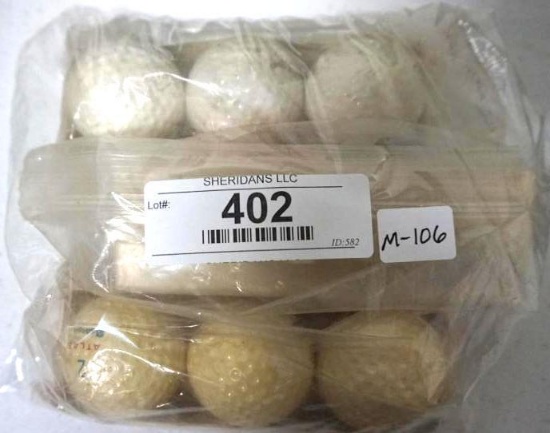 SHERIDANS LLC
Lot#:
402
ID:582
M-106